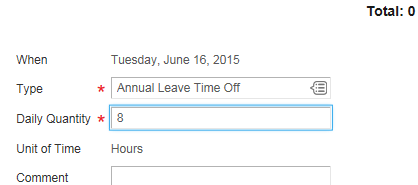 Total: 0
When Tuesday, June 16, 2015
Type * Annual Leave Time Off
Daily Quantity * 8
Unit of Time Hours
Comment